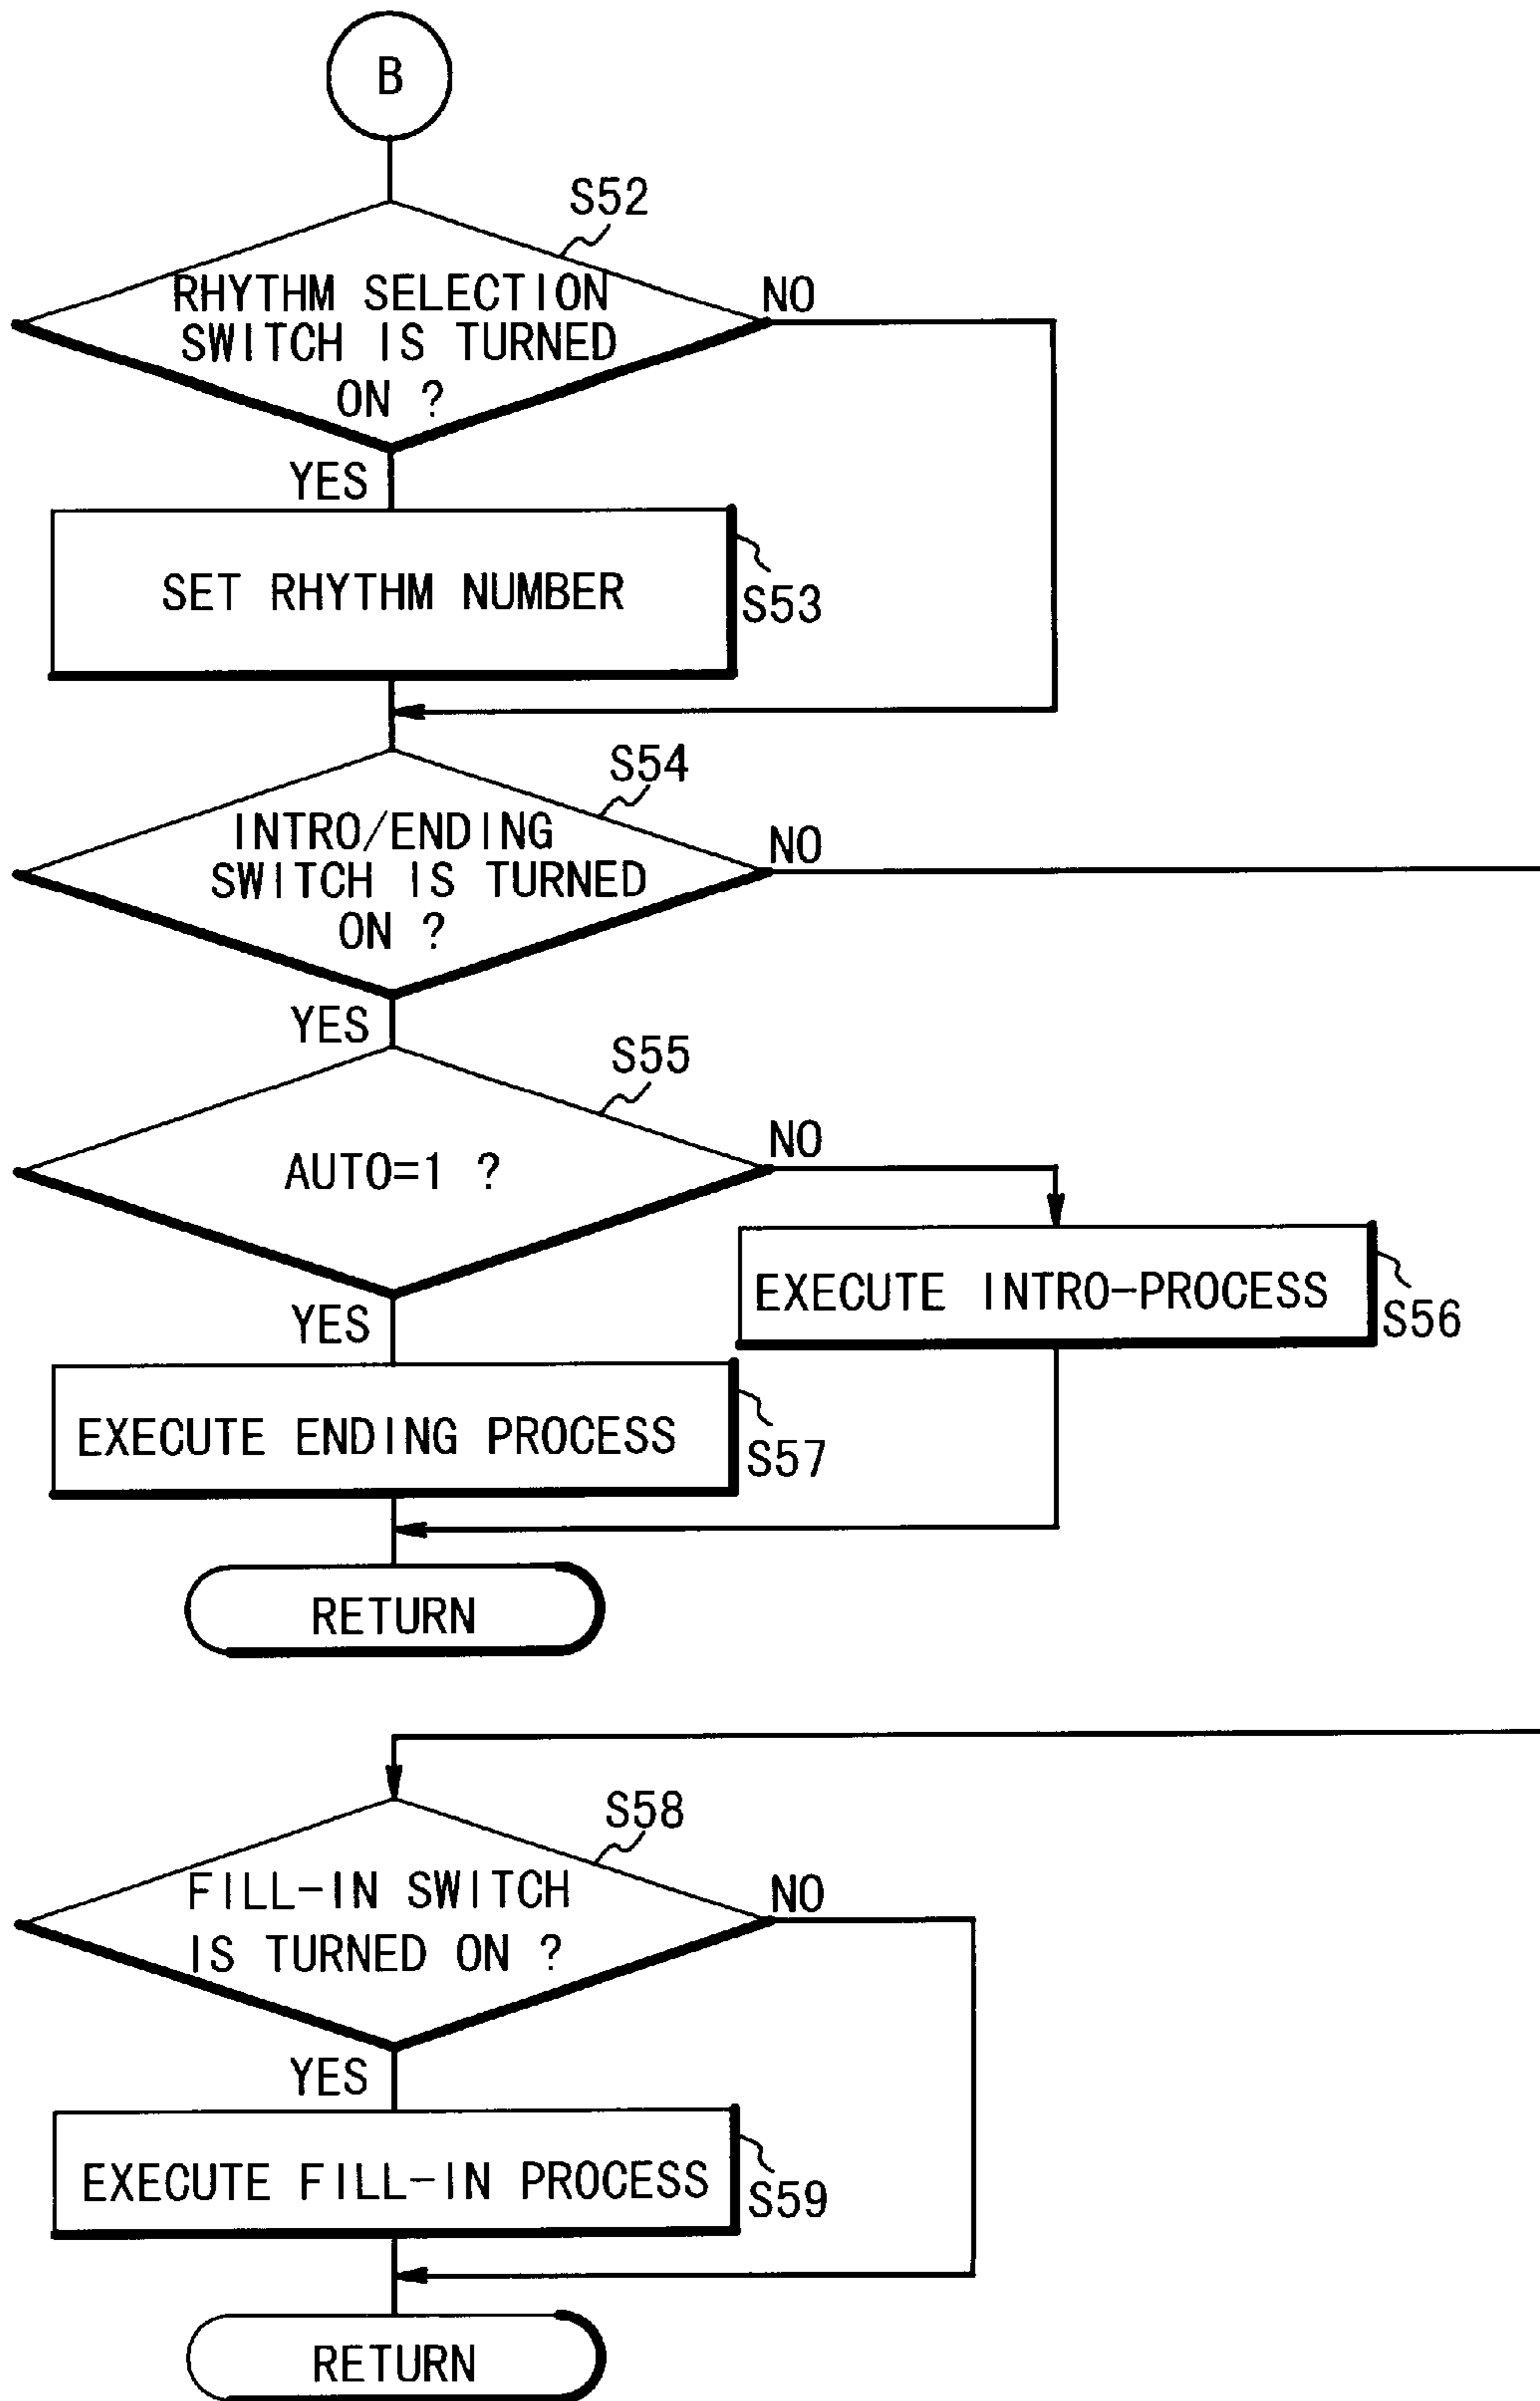 B
S52
RHYTHM SELECTION
SWITCH IS TURNED
ON ?
NO
YES
SET RHYTHM NUMBER
S53
S54
INTRO/ENDING
SWITCH IS TURNED
ON ?
NO
YES
S55
AUTO=1 ?
NO
YES
EXECUTE INTRO-PROCESS
S56
EXECUTE ENDING PROCESS
S57
RETURN
S58
FILL-IN SWITCH
IS TURNED ON ?
NO
YES
EXECUTE FILL-IN PROCESS
S59
RETURN